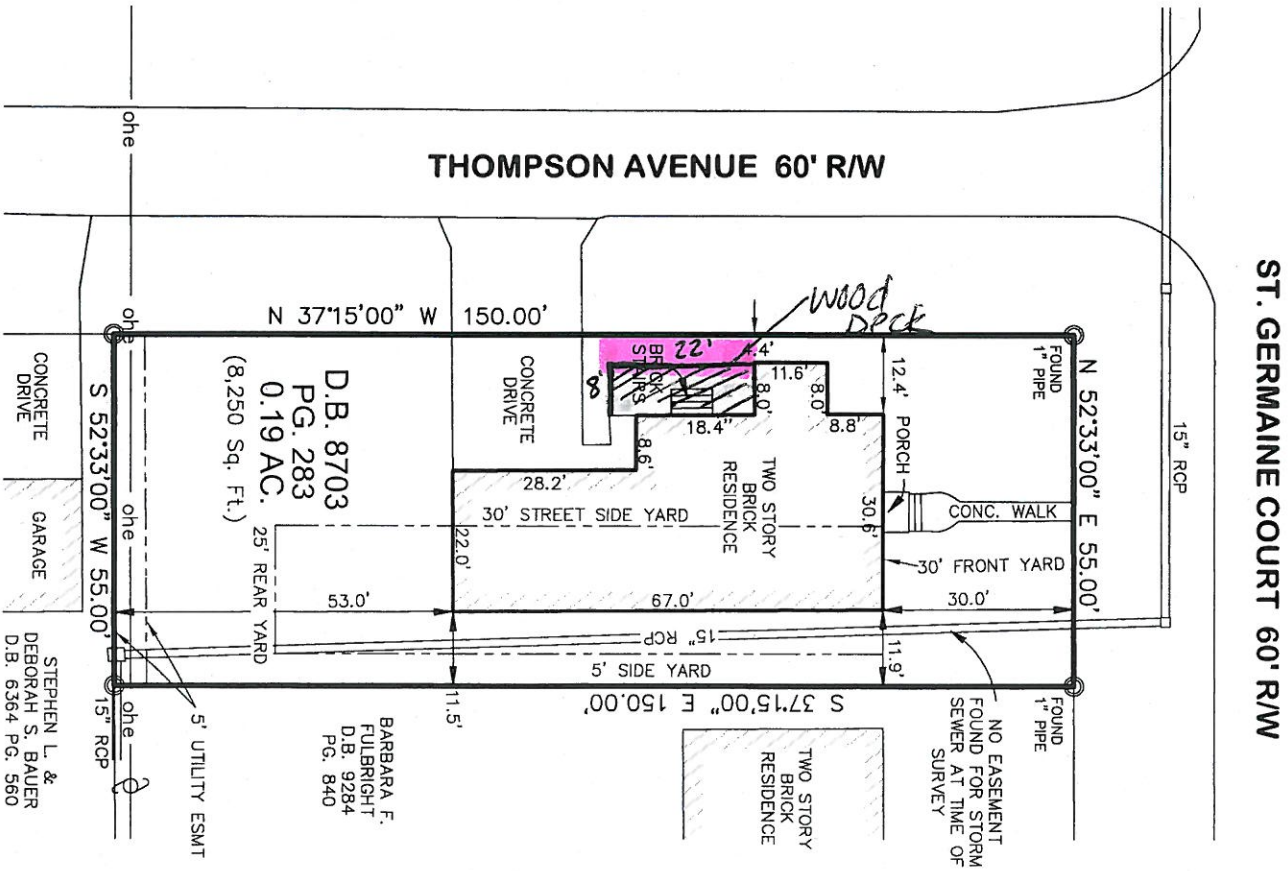 ST. GERMAINE COURT 60' R/W
THOMPSON AVENUE 60' R/W
15" RCP
WOOD
DECK
N 37°15'00" W 150.00'
FOUND
1" PIPE
N 52°33'00" E 55.00'
FOUND
1" PIPE
12.4'
PORCH
CONC. WALK
30' FRONT YARD
30.0'
30.6'
11.9'
4.4'
22'
BRICK
STAIRS
8'
11.6'
8.0'
8.0'
8.8'
18.4"
8.6'
28.2'
TWO STORY
BRICK
RESIDENCE
30' STREET SIDE YARD
22.0'
67.0'
53.0'
CONCRETE
DRIVE
D.B. 8703
PG. 283
0.19 AC.
(8,250 Sq. Ft.)
25' REAR YARD
15" RCP
5' SIDE YARD
11.5'
S 37°15'00" E 150.00'
S 52°33'00" W 55.00'
ohe
ohe
ohe
ohe
CONCRETE
DRIVE
GARAGE
15" RCP
5' UTILITY ESMT
STEPHEN L. &
DEBORAH S. BAUER
D.B. 6364 PG. 560
BARBARA F.
FULBRIGHT
D.B. 9284
PG. 840
TWO STORY
BRICK
RESIDENCE
NO EASEMENT
FOUND FOR STORM
SEWER AT TIME OF
SURVEY